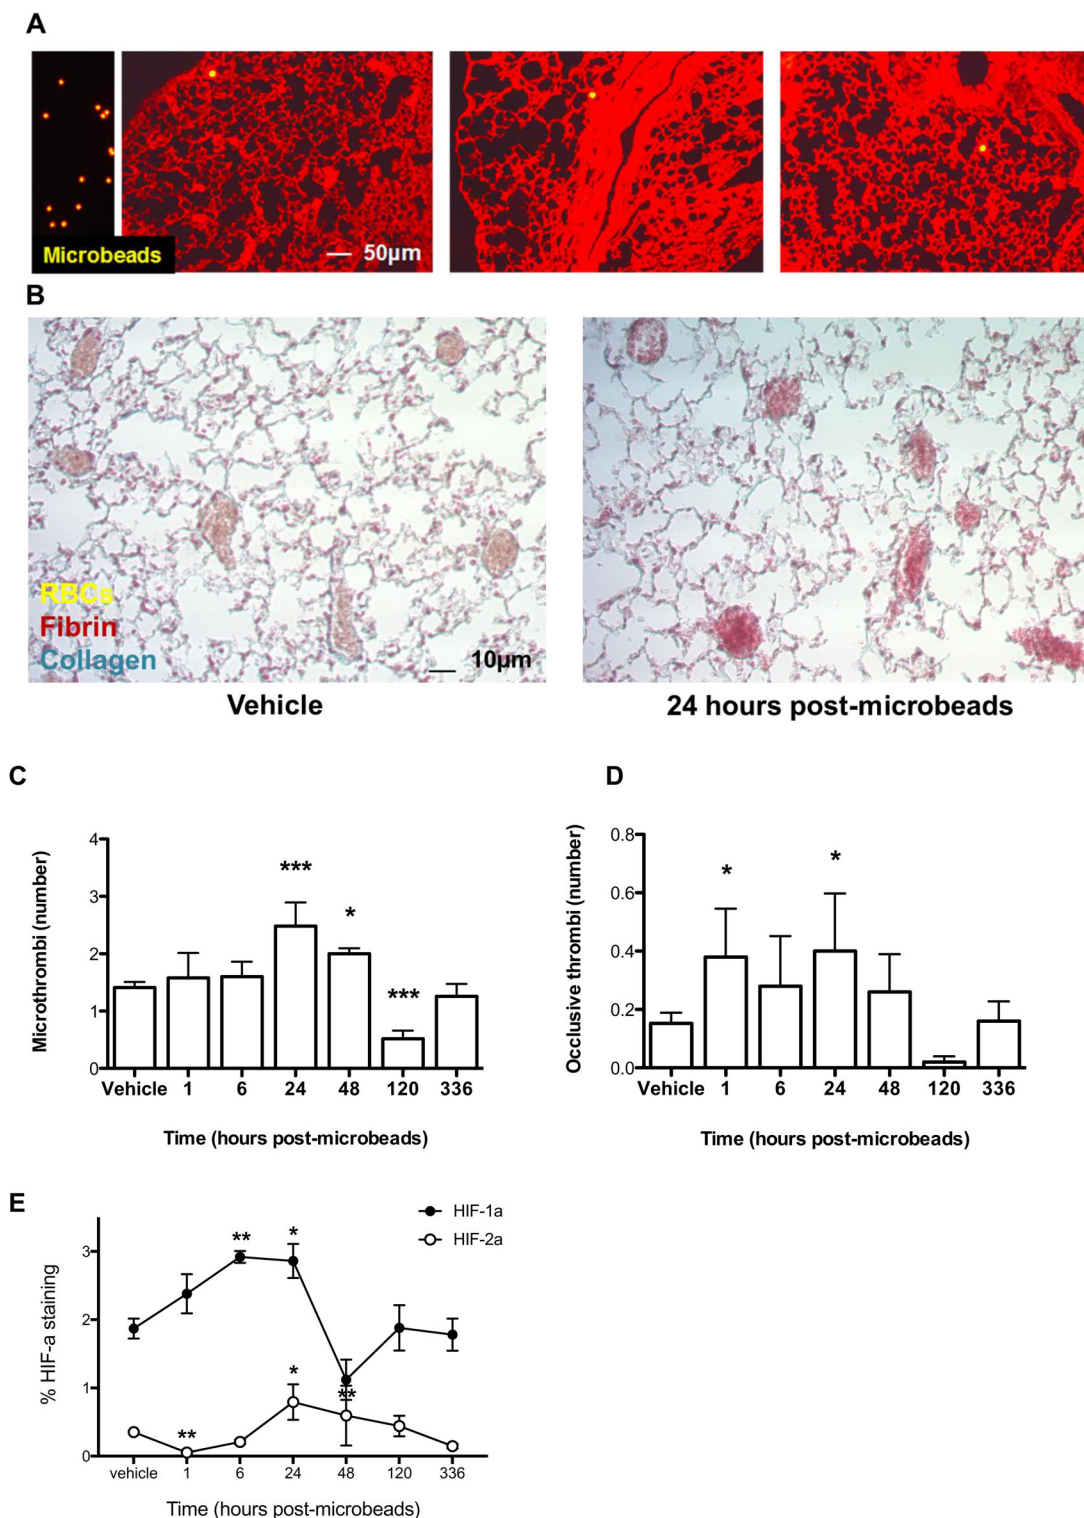 A
Microbeads
50µm
B
RBCs
Fibrin
Collagen
10µm
Vehicle
24 hours post-microbeads
C
Microthrombi (number)
4
3
2
1
0
***
*
***
Vehicle 1 6 24 48 120 336
Time (hours post-microbeads)
D
Occlusive thrombi (number)
0.8
0.6
0.4
0.2
0.0
*
*
Vehicle 1 6 24 48 120 336
Time (hours post-microbeads)
E
HIF-1a
HIF-2a
% HIF-a staining
3
2
1
0
**
*
*
**
**
vehicle 1 6 24 48 120 336
Time (hours post-microbeads)